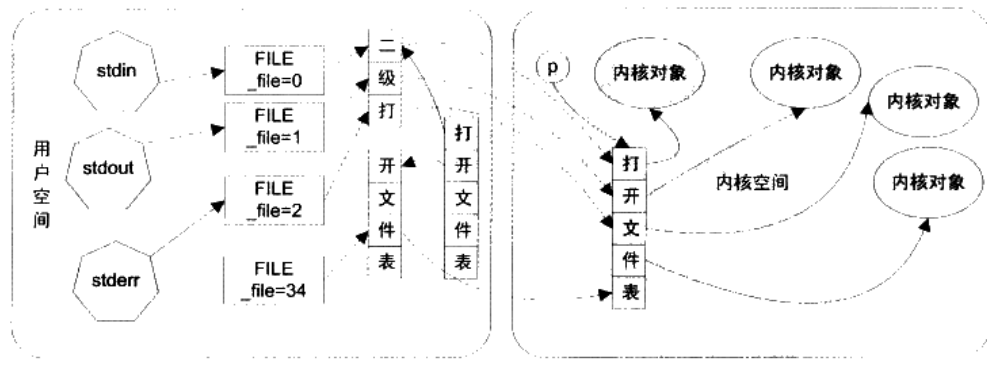 用户空间
stdin
stdout
stderr
FILE
_file=0
FILE
_file=1
FILE
_file=2
FILE
_file=34
二级打
开文件表
打开文件表
p
内核对象
内核对象
内核对象
内核对象
内核空间
打开文件表